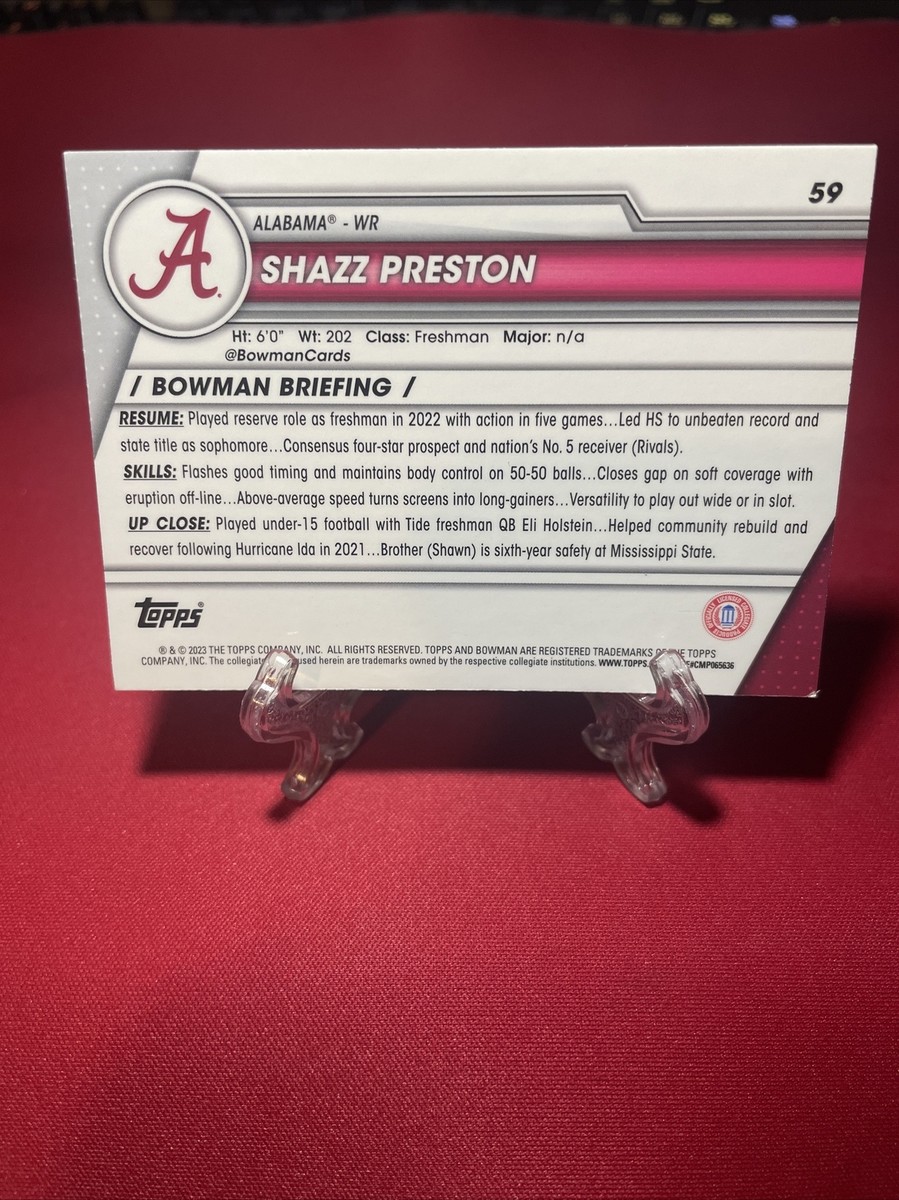 59
ALABAMA® - WR
A
SHAZZ PRESTON
Ht: 6'0" Wt: 202 Class: Freshman Major: n/a
@BowmanCards
/ BOWMAN BRIEFING /
RESUME: Played reserve role as freshman in 2022 with action in five games...Led HS to unbeaten record and
state title as sophomore...Consensus four-star prospect and nation's No. 5 receiver (Rivals).
SKILLS: Flashes good timing and maintains body control on 50-50 balls...Closes gap on soft coverage with
eruption off-line...Above-average speed turns screens into long-gainers...Versatility to play out wide or in slot.
UP CLOSE: Played under-15 football with Tide freshman QB Eli Holstein...Helped community rebuild and
recover following Hurricane Ida in 2021...Brother (Shawn) is sixth-year safety at Mississippi State.
Topps®
OFFICIALLY LICENSED COLLEGIATE PRODUCTS
® & © 2023 THE TOPPS COMPANY, INC. ALL RIGHTS RESERVED. TOPPS AND BOWMAN ARE REGISTERED TRADEMARKS OF THE TOPPS
COMPANY, INC. The collegiate used herein are trademarks owned by the respective collegiate institutions. WWW.TOPPS. #CMP065636